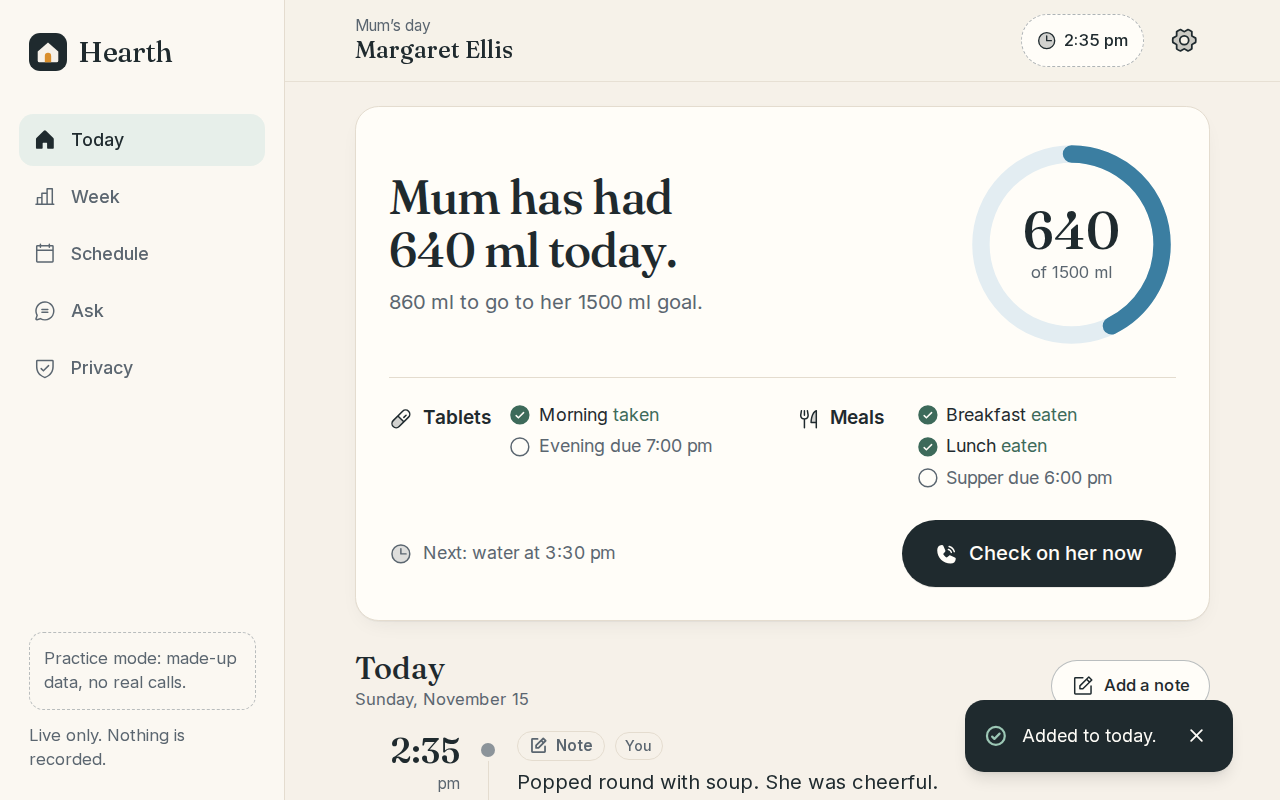 Hearth
Today
Week
Schedule
Ask
Privacy
Practice mode: made-up
data, no real calls.
Live only. Nothing is
recorded.
Mum’s day
Margaret Ellis
2:35 pm
Mum has had
640 ml today.
860 ml to go to her 1500 ml goal.
640
of 1500 ml
Tablets
Morning taken
Evening due 7:00 pm
Meals
Breakfast eaten
Lunch eaten
Supper due 6:00 pm
Next: water at 3:30 pm
Check on her now
Today
Sunday, November 15
Add a note
2:35
pm
Note
You
Popped round with soup. She was cheerful.
Added to today.